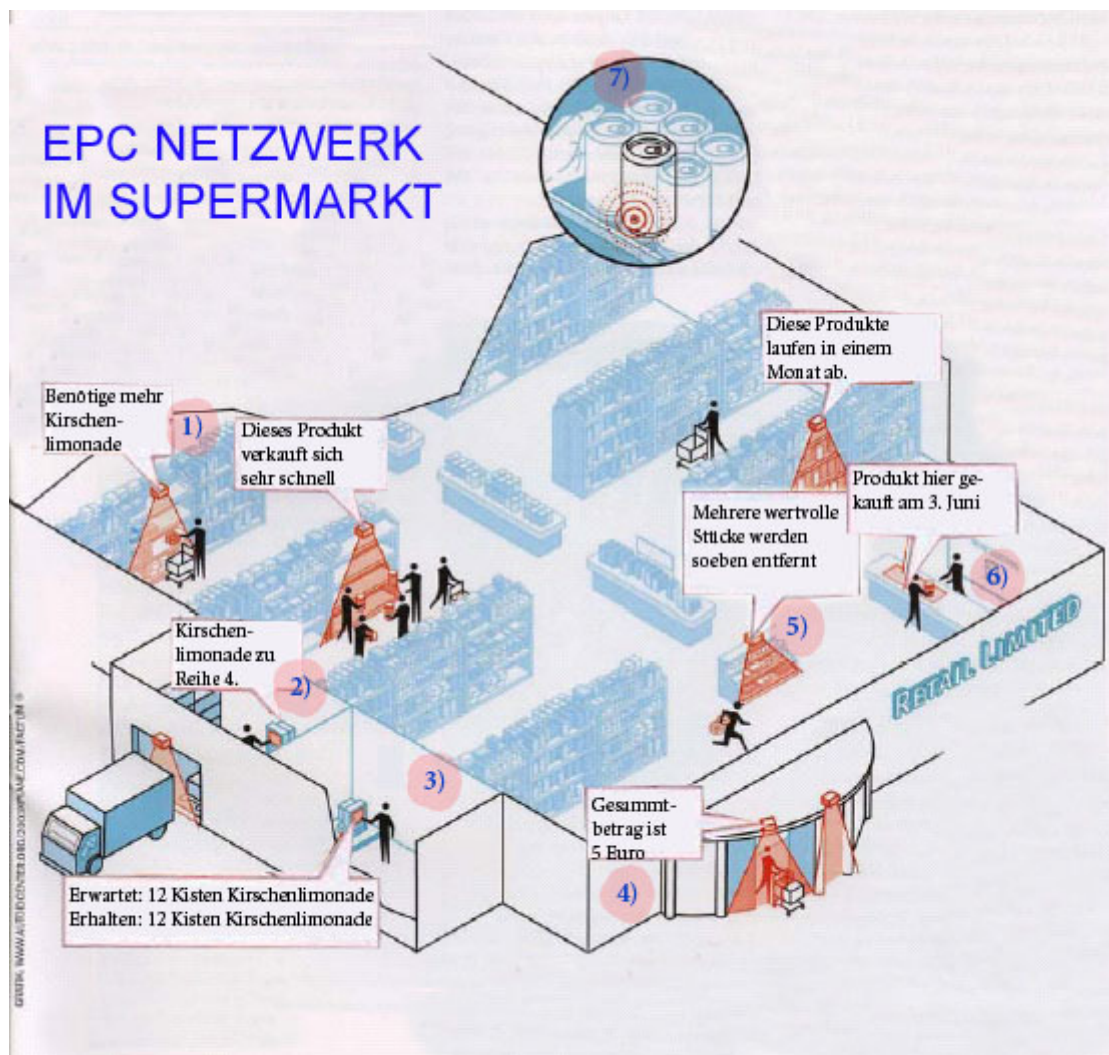 7)
EPC NETZWERK
IM SUPERMARKT
Diese Produkte
laufen in einem
Monat ab.
Benötige mehr
Kirschen-
limonade
1)
Dieses Produkt
verkauft sich
sehr schnell
Produkt hier ge-
kauft am 3. Juni
Mehrere wertvolle
Stücke werden
soeben entfernt
6)
5)
Kirschen-
limonade zu
Reihe 4.
2)
RETAIL LIMITED
3)
Gesammt-
betrag ist
5 Euro
4)
Erwartet: 12 Kisten Kirschenlimonade
Erhalten: 12 Kisten Kirschenlimonade